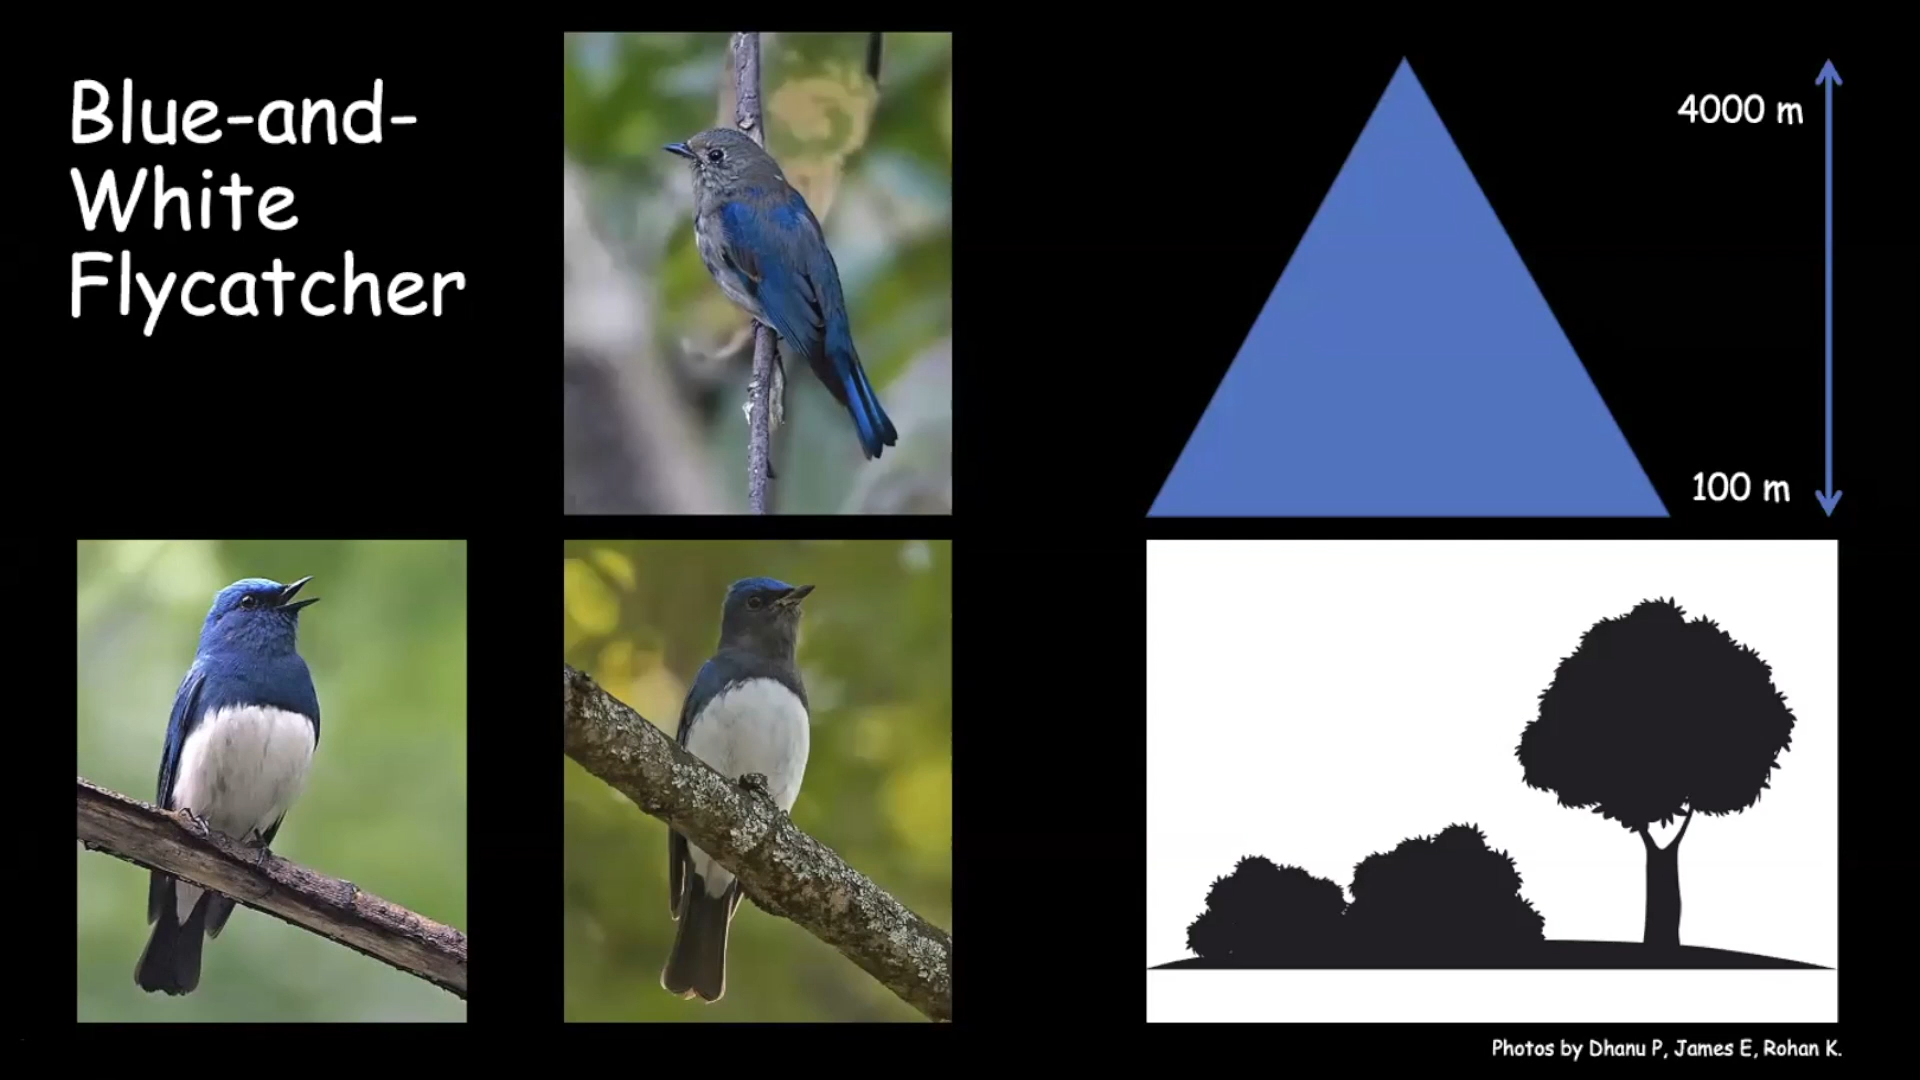 Blue-and-
White
Flycatcher
4000 m
100 m
Photos by Dhanu P, James E, Rohan K.